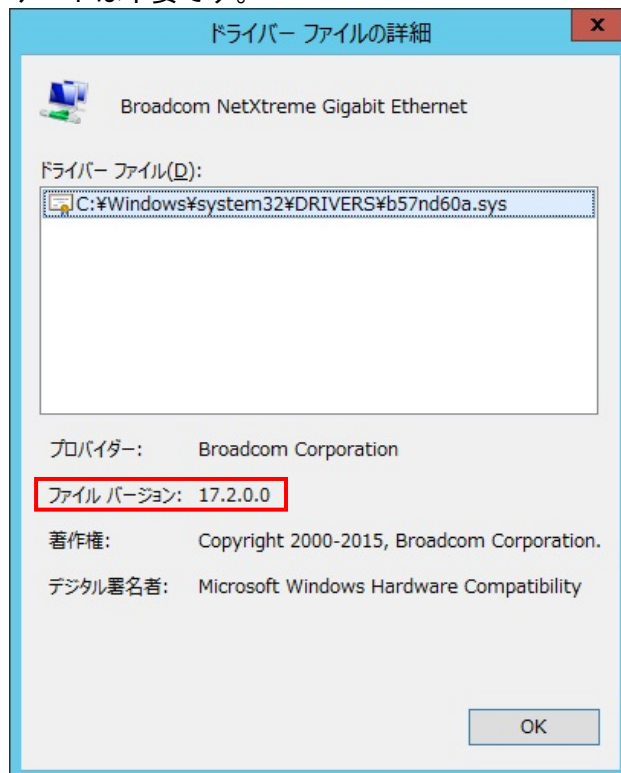 ドライバー ファイルの詳細
x
Broadcom NetXtreme Gigabit Ethernet
ドライバー ファイル(D):
C:¥Windows¥system32¥DRIVERS¥b57nd60a.sys
プロバイダー: Broadcom Corporation
ファイル バージョン: 17.2.0.0
著作権: Copyright 2000-2015, Broadcom Corporation.
デジタル署名者: Microsoft Windows Hardware Compatibility
OK